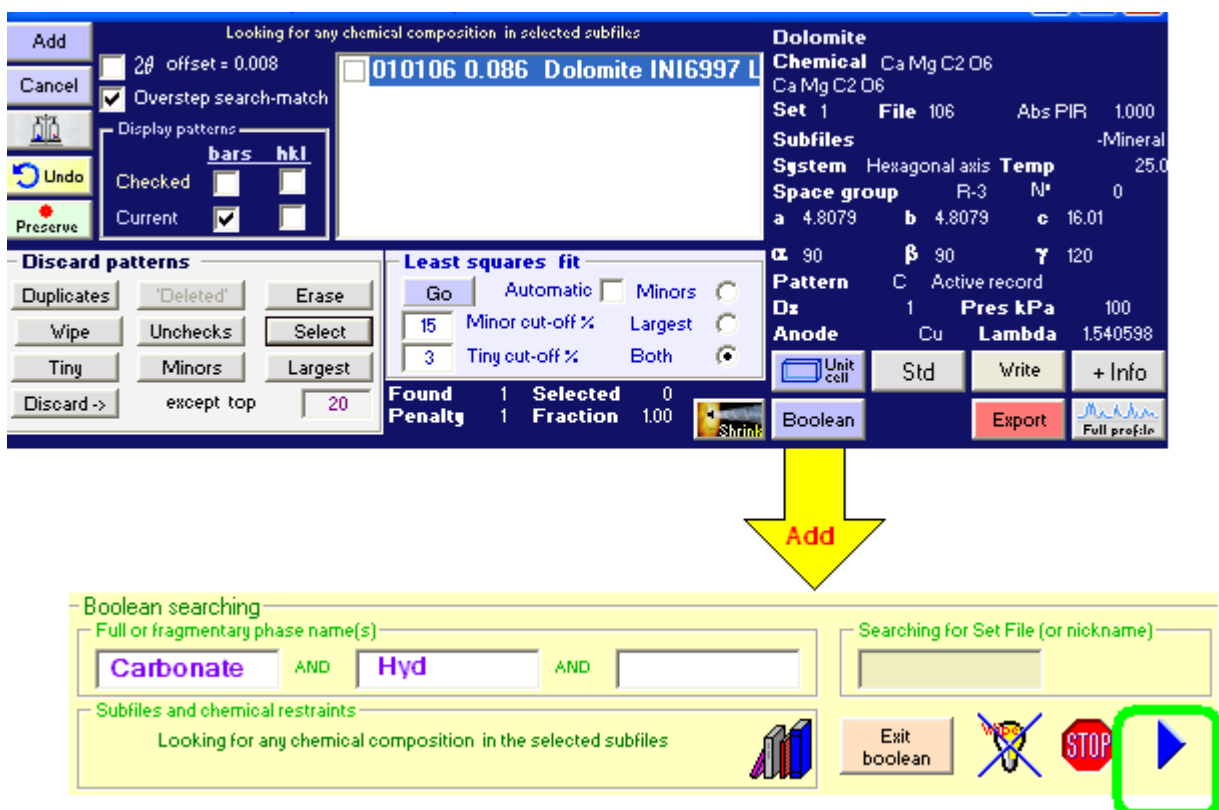 Add
Cancel
Undo
Preserve
Looking for any chemical composition in selected subfiles
2θ offset = 0.008
Overstep search-match
Display patterns
bars hkl
Checked
Current
010106 0.086 Dolomite INI6997 L
Dolomite
Chemical Ca Mg C2 O6
Ca Mg C2 O6
Set 1 File 106 Abs PIR 1.000
Subfiles -Mineral
System Hexagonal axis Temp 25.0
Space group R-3 N° 0
a 4.8079 b 4.8079 c 16.01
α 90 β 90 γ 120
Pattern C Active record
Dx 1 Pres kPa 100
Anode Cu Lambda 1.540598
Unit cell Std Write + Info
Boolean Export Full profile
Discard patterns
Duplicates 'Deleted' Erase
Wipe Unchecks Select
Tiny Minors Largest
Discard -> except top 20
Least squares fit
Go Automatic Minors
15 Minor cut-off % Largest
3 Tiny cut-off % Both
Found 1 Selected 0
Penalty 1 Fraction 1.00
Shrink
Add
Boolean searching
Full or fragmentary phase name(s)
Carbonate AND Hyd AND
Searching for Set File (or nickname)
Subfiles and chemical restraints
Looking for any chemical composition in the selected subfiles
Exit boolean
Wipe
STOP